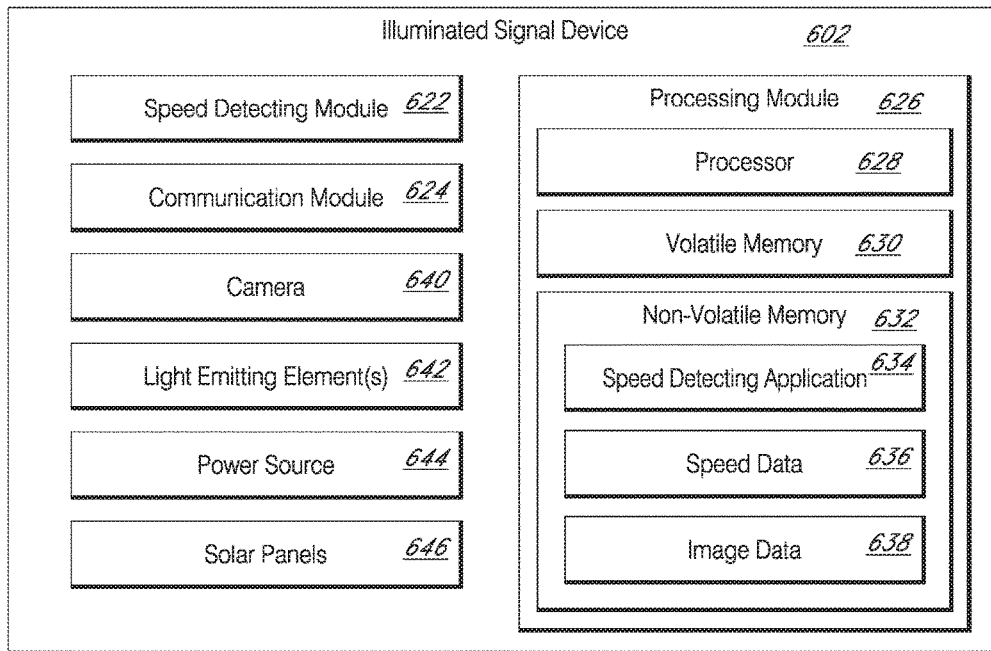 Illuminated Signal Device 602
Speed Detecting Module 622
Communication Module 624
Camera 640
Light Emitting Element(s) 642
Power Source 644
Solar Panels 646
Processing Module 626
Processor 628
Volatile Memory 630
Non-Volatile Memory 632
Speed Detecting Application 634
Speed Data 636
Image Data 638